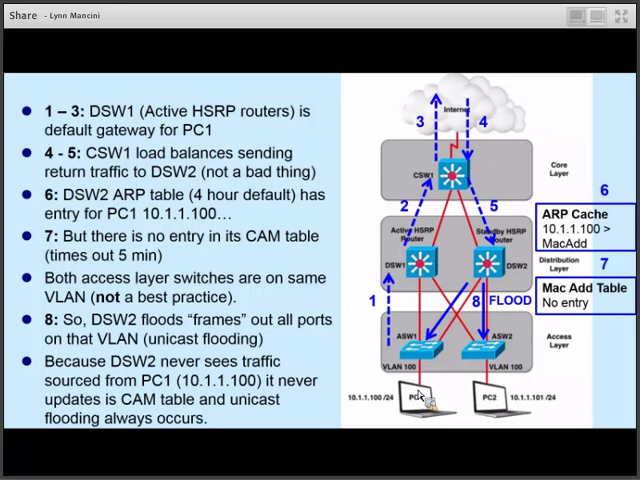 Share - Lynn Mancini
1 – 3: DSW1 (Active HSRP routers) is
default gateway for PC1
4 - 5: CSW1 load balances sending
return traffic to DSW2 (not a bad thing)
6: DSW2 ARP table (4 hour default) has
entry for PC1 10.1.1.100…
7: But there is no entry in its CAM table
(times out 5 min)
Both access layer switches are on same
VLAN (not a best practice).
8: So, DSW2 floods “frames” out all ports
on that VLAN (unicast flooding)
Because DSW2 never sees traffic
sourced from PC1 (10.1.1.100) it never
updates is CAM table and unicast
flooding always occurs.
Internet
3
4
CSW1
Core
Layer
2
5
6
ARP Cache
10.1.1.100 >
MacAdd
Active HSRP
Router
Standby HSRP
Router
DSW1
DSW2
Distribution
Layer
7
Mac Add Table
No entry
1
8
FLOOD
ASW1
ASW2
Access
Layer
VLAN 100
VLAN 100
10.1.1.100 /24
PC2
10.1.1.101 /24